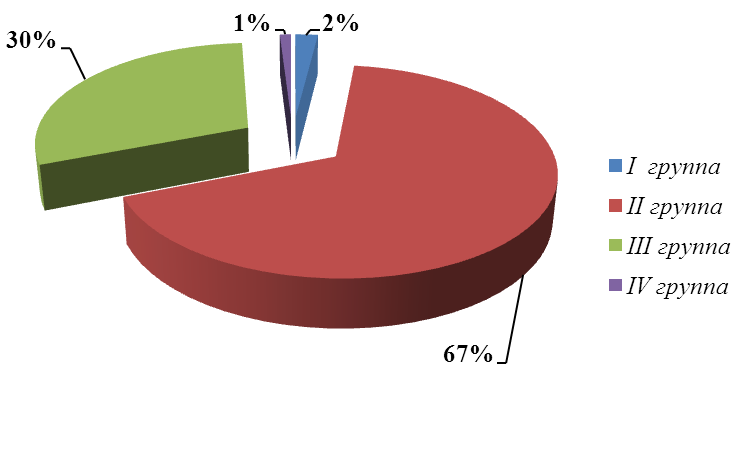 1%
2%
30%
I группа
II группа
III группа
IV группа
67%